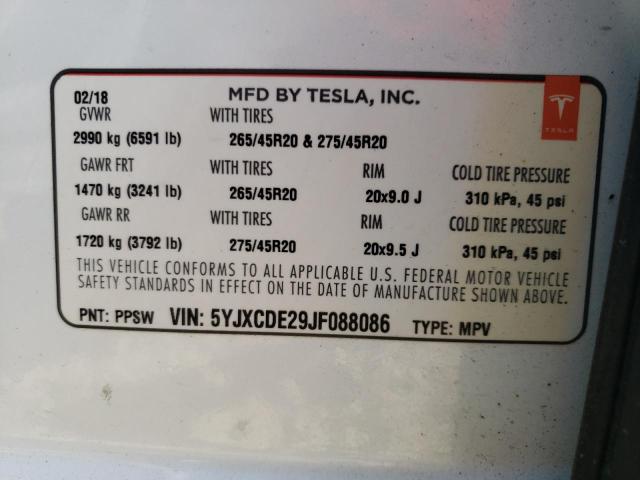 02/18 MFD BY TESLA, INC.
GVWR WITH TIRES
2990 kg (6591 lb) 265/45R20 & 275/45R20
GAWR FRT WITH TIRES RIM COLD TIRE PRESSURE
1470 kg (3241 lb) 265/45R20 20x9.0 J 310 kPa, 45 psi
GAWR RR WITH TIRES RIM COLD TIRE PRESSURE
1720 kg (3792 lb) 275/45R20 20x9.5 J 310 kPa, 45 psi
THIS VEHICLE CONFORMS TO ALL APPLICABLE U.S. FEDERAL MOTOR VEHICLE
SAFETY STANDARDS IN EFFECT ON THE DATE OF MANUFACTURE SHOWN ABOVE.
PNT: PPSW VIN: 5YJXCDE29JF088086 TYPE: MPV
TESLA